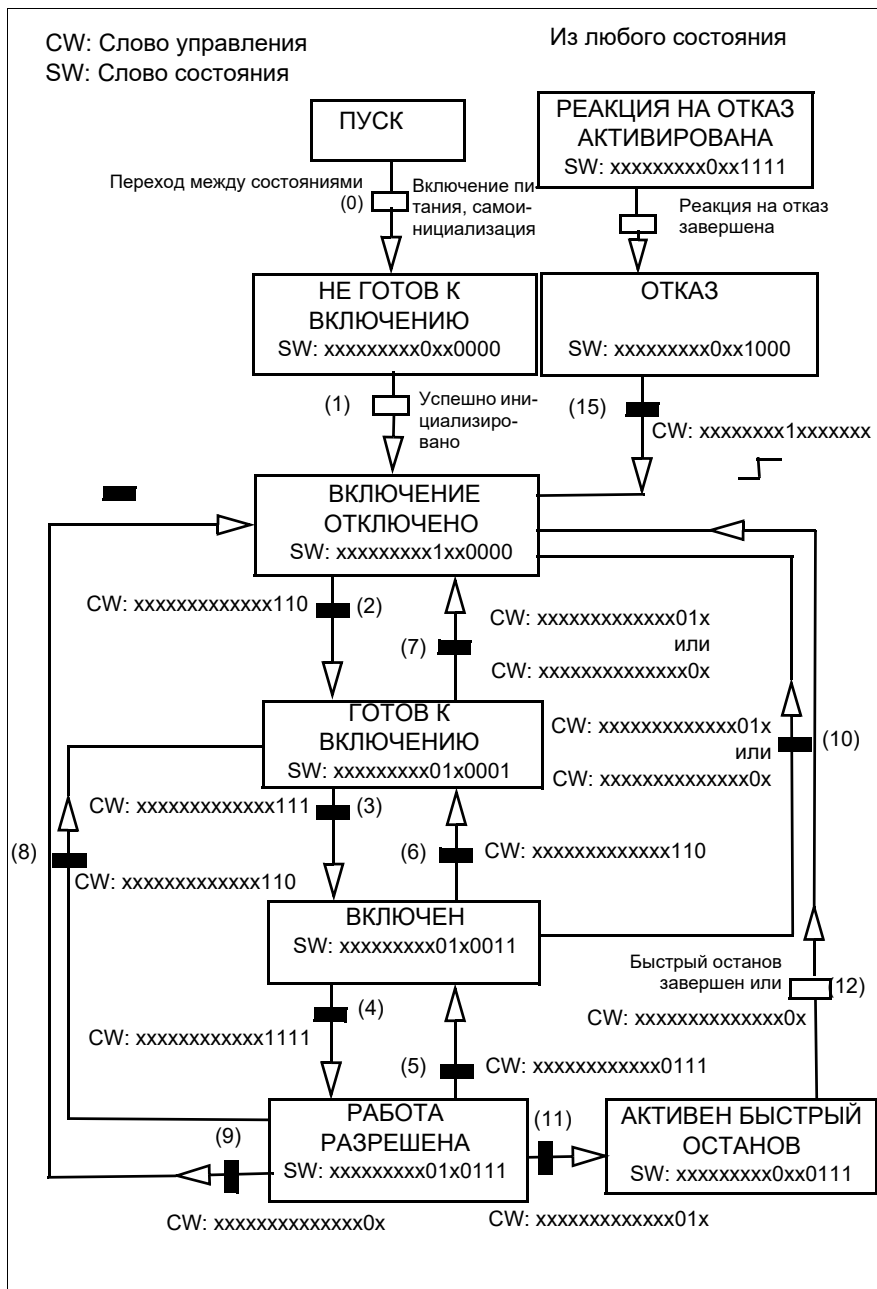 CW: Слово управления
SW: Слово состояния
Из любого состояния
ПУСК
РЕАКЦИЯ НА ОТКАЗ
АКТИВИРОВАНА
SW: xxxxxxxxx0xx1111
Переход между состояниями
(0)
Включение пи-
тания, самои-
нициализация
Реакция на отказ
завершена
НЕ ГОТОВ К
ВКЛЮЧЕНИЮ
SW: xxxxxxxxx0xx0000
ОТКАЗ
SW: xxxxxxxxx0xx1000
(1)
Успешно ини-
циализиро-
вано
(15)
CW: xxxxxxxx1xxxxxxx
ВКЛЮЧЕНИЕ
ОТКЛЮЧЕНО
SW: xxxxxxxxx1xx0000
CW: xxxxxxxxxxxxx110
(2)
(7)
CW: xxxxxxxxxxxxx01x
или
CW: xxxxxxxxxxxxxx0x
ГОТОВ К
ВКЛЮЧЕНИЮ
SW: xxxxxxxxx01x0001
CW: xxxxxxxxxxxxx01x
или
CW: xxxxxxxxxxxxxx0x
(10)
CW: xxxxxxxxxxxxx111
(3)
(8)
CW: xxxxxxxxxxxxx110
(6)
CW: xxxxxxxxxxxxx110
ВКЛЮЧЕН
SW: xxxxxxxxx01x0011
Быстрый останов
завершен или
(12)
CW: xxxxxxxxxxxxxx0x
(4)
CW: xxxxxxxxxxxx1111
(5)
CW: xxxxxxxxxxxx0111
РАБОТА
РАЗРЕШЕНА
SW: xxxxxxxxx01x0111
(9)
(11)
АКТИВЕН БЫСТРЫЙ
ОСТАНОВ
SW: xxxxxxxxx0xx0111
CW: xxxxxxxxxxxxxx0x
CW: xxxxxxxxxxxxx01x